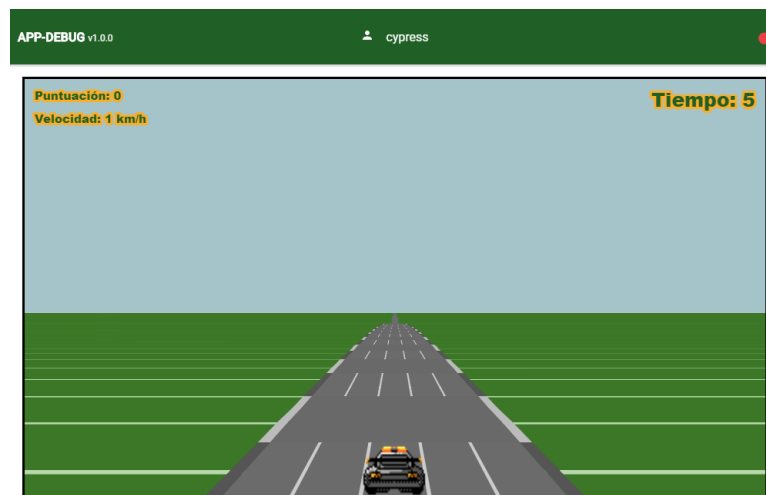 APP-DEBUG v1.0.0
cypress
Puntuación: 0
Tiempo: 5
Velocidad: 1 km/h